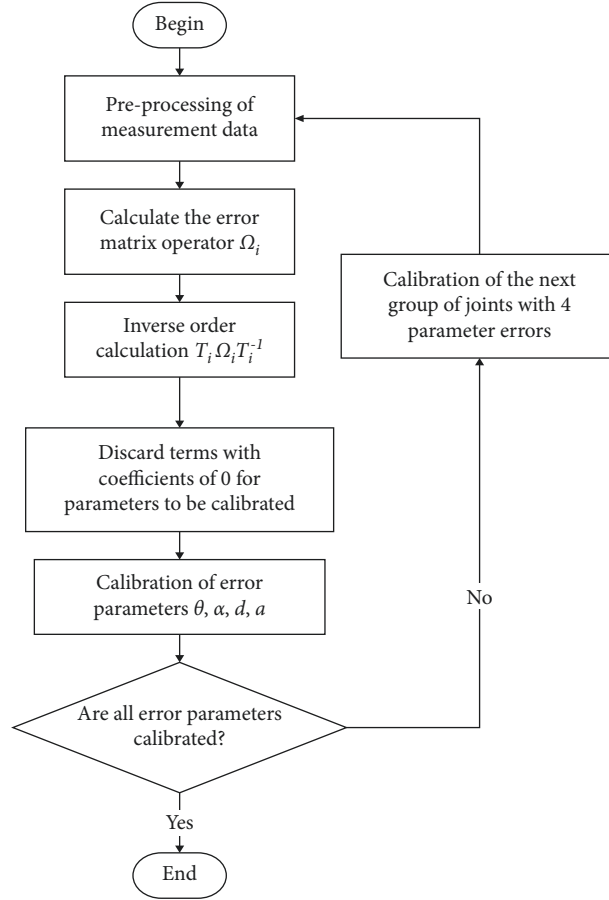 Begin
Pre-processing of
measurement data
Calculate the error
matrix operator Ωᵢ
Inverse order
calculation TᵢΩᵢTᵢ⁻¹
Discard terms with
coefficients of 0 for
parameters to be calibrated
Calibration of error
parameters θ, α, d, a
Are all error parameters
calibrated?
Yes
End
No
Calibration of the next
group of joints with 4
parameter errors